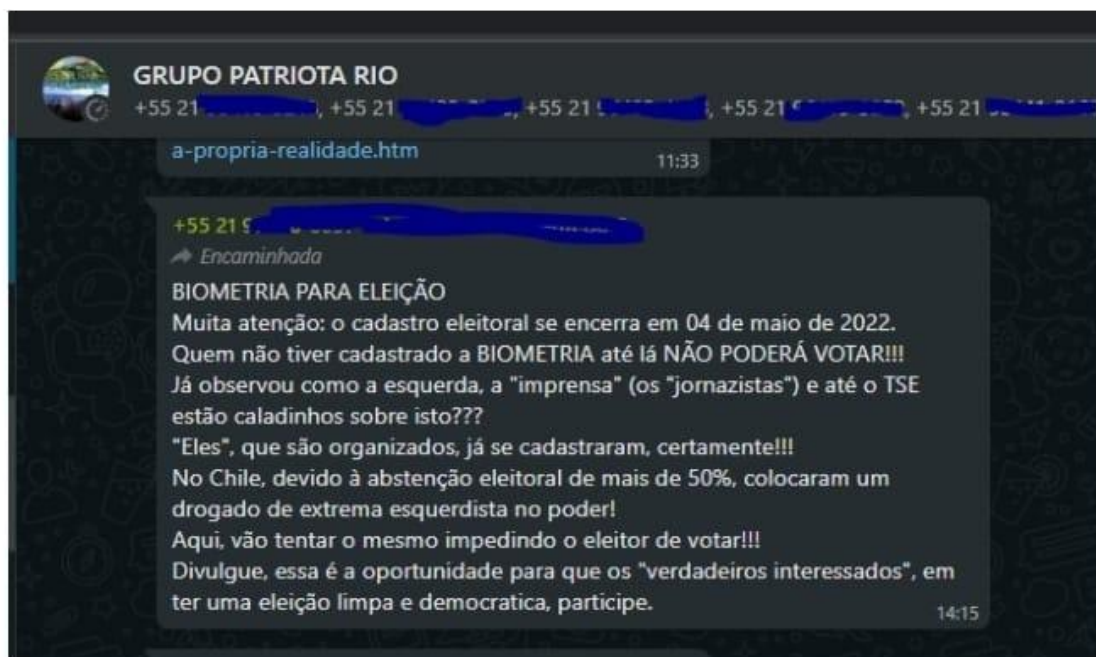 GRUPO PATRIOTA RIO
+55 21 , +55 21 , +55 21 , +55 21 , +55 21
a-propria-realidade.htm 11:33
+55 21 9
Encaminhada
BIOMETRIA PARA ELEIÇÃO
Muita atenção: o cadastro eleitoral se encerra em 04 de maio de 2022.
Quem não tiver cadastrado a BIOMETRIA até lá NÃO PODERÁ VOTAR!!!
Já observou como a esquerda, a "imprensa" (os "jornazistas") e até o TSE
estão caladinhos sobre isto???
"Eles", que são organizados, já se cadastraram, certamente!!!
No Chile, devido à abstenção eleitoral de mais de 50%, colocaram um
drogado de extrema esquerdista no poder!
Aqui, vão tentar o mesmo impedindo o eleitor de votar!!!
Divulgue, essa é a oportunidade para que os "verdadeiros interessados", em
ter uma eleição limpa e democratica, participe.
14:15